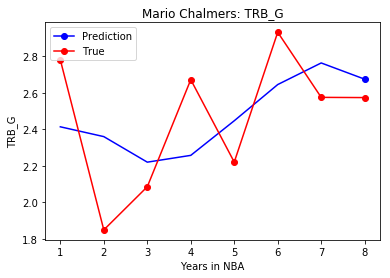 Mario Chalmers: TRB_G
Prediction
True
TRB_G
2.8
2.6
2.4
2.2
2.0
1.8
1 2 3 4 5 6 7 8
Years in NBA